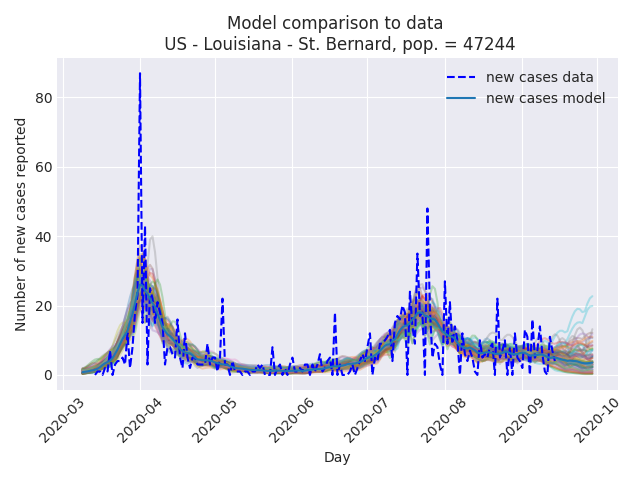 Model comparison to data
US - Louisiana - St. Bernard, pop. = 47244
new cases data
new cases model
Number of new cases reported
80
60
40
20
0
2020-03
2020-04
2020-05
2020-06
2020-07
2020-08
2020-09
2020-10
Day